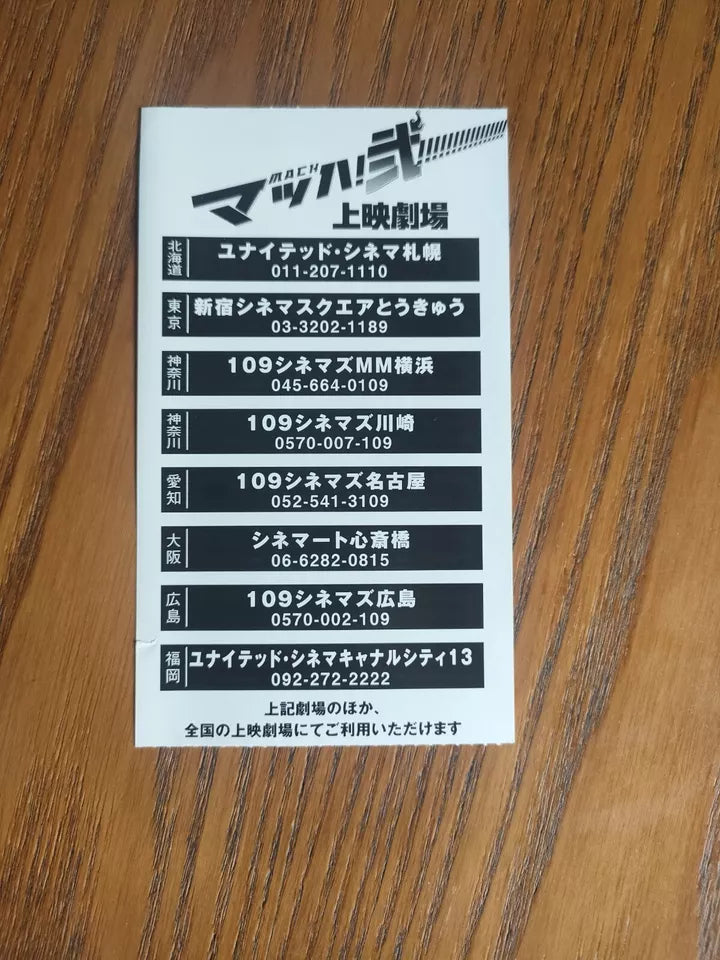 MACH
マッハ!弐
上映劇場
北海道
ユナイテッド・シネマ札幌
011-207-1110
東京
新宿シネマスクエアとうきゅう
03-3202-1189
神奈川
109シネマズMM横浜
045-664-0109
神奈川
109シネマズ川崎
0570-007-109
愛知
109シネマズ名古屋
052-541-3109
大阪
シネマート心斎橋
06-6282-0815
広島
109シネマズ広島
0570-002-109
福岡
ユナイテッド・シネマキャナルシティ13
092-272-2222
上記劇場のほか、
全国の上映劇場にてご利用いただけます